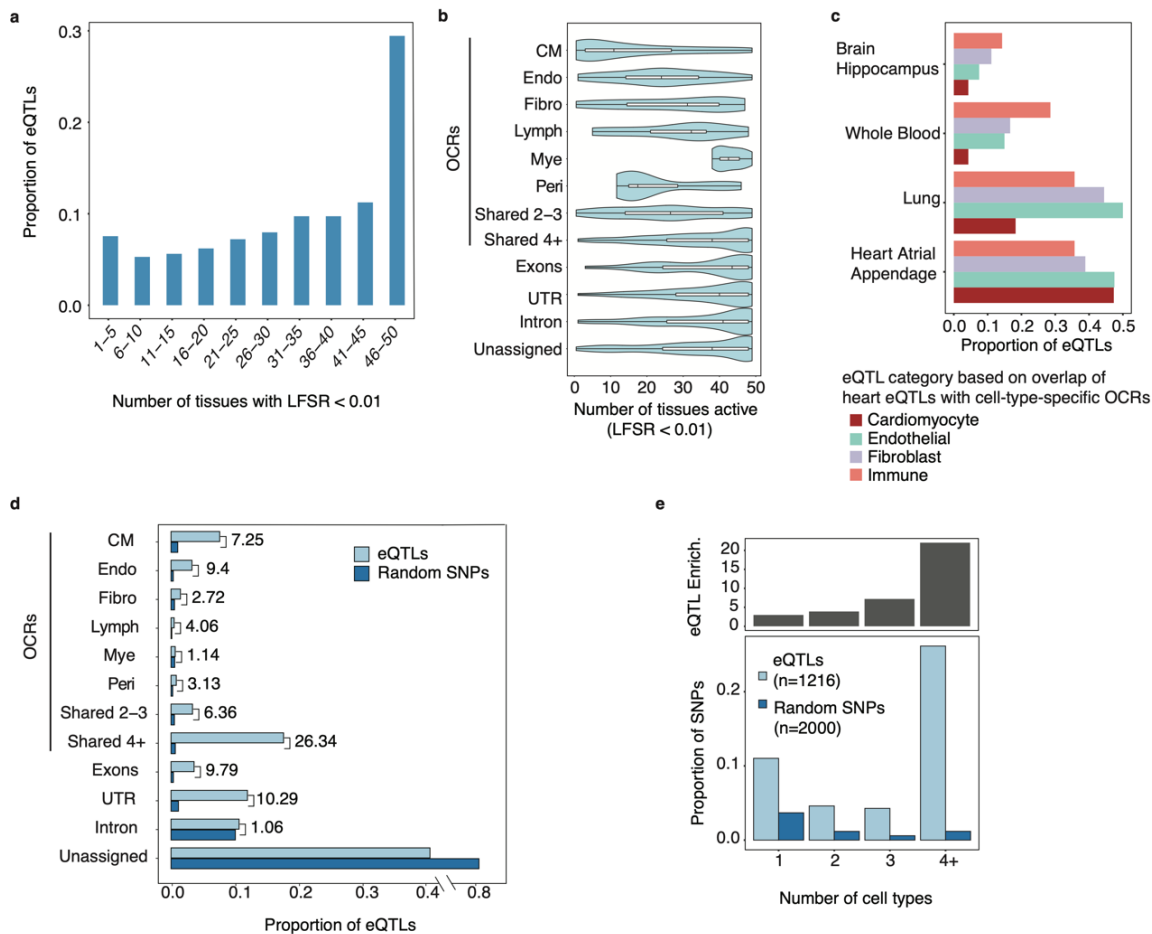 a
0.3
0.2
0.1
0.0
Proportion of eQTLs
1–5
6–10
11–15
16–20
21–25
26–30
31–35
36–40
41–45
46–50
Number of tissues with LFSR < 0.01
b
OCRs
CM
Endo
Fibro
Lymph
Mye
Peri
Shared 2–3
Shared 4+
Exons
UTR
Intron
Unassigned
0 10 20 30 40 50
Number of tissues active
(LFSR < 0.01)
c
Brain
Hippocampus
Whole Blood
Lung
Heart Atrial
Appendage
0.0 0.1 0.2 0.3 0.4 0.5
Proportion of eQTLs
eQTL category based on overlap of
heart eQTLs with cell-type-specific OCRs
Cardiomyocyte
Endothelial
Fibroblast
Immune
d
OCRs
CM 7.25
Endo 9.4
Fibro 2.72
Lymph 4.06
Mye 1.14
Peri 3.13
Shared 2–3 6.36
Shared 4+ 26.34
Exons 9.79
UTR 10.29
Intron 1.06
Unassigned
eQTLs
Random SNPs
0.0 0.1 0.2 0.3 0.4 0.8
Proportion of eQTLs
e
eQTL Enrich.
20
15
10
5
0
Proportion of SNPs
0.2
0.1
0.0
eQTLs
(n=1216)
Random SNPs
(n=2000)
1 2 3 4+
Number of cell types